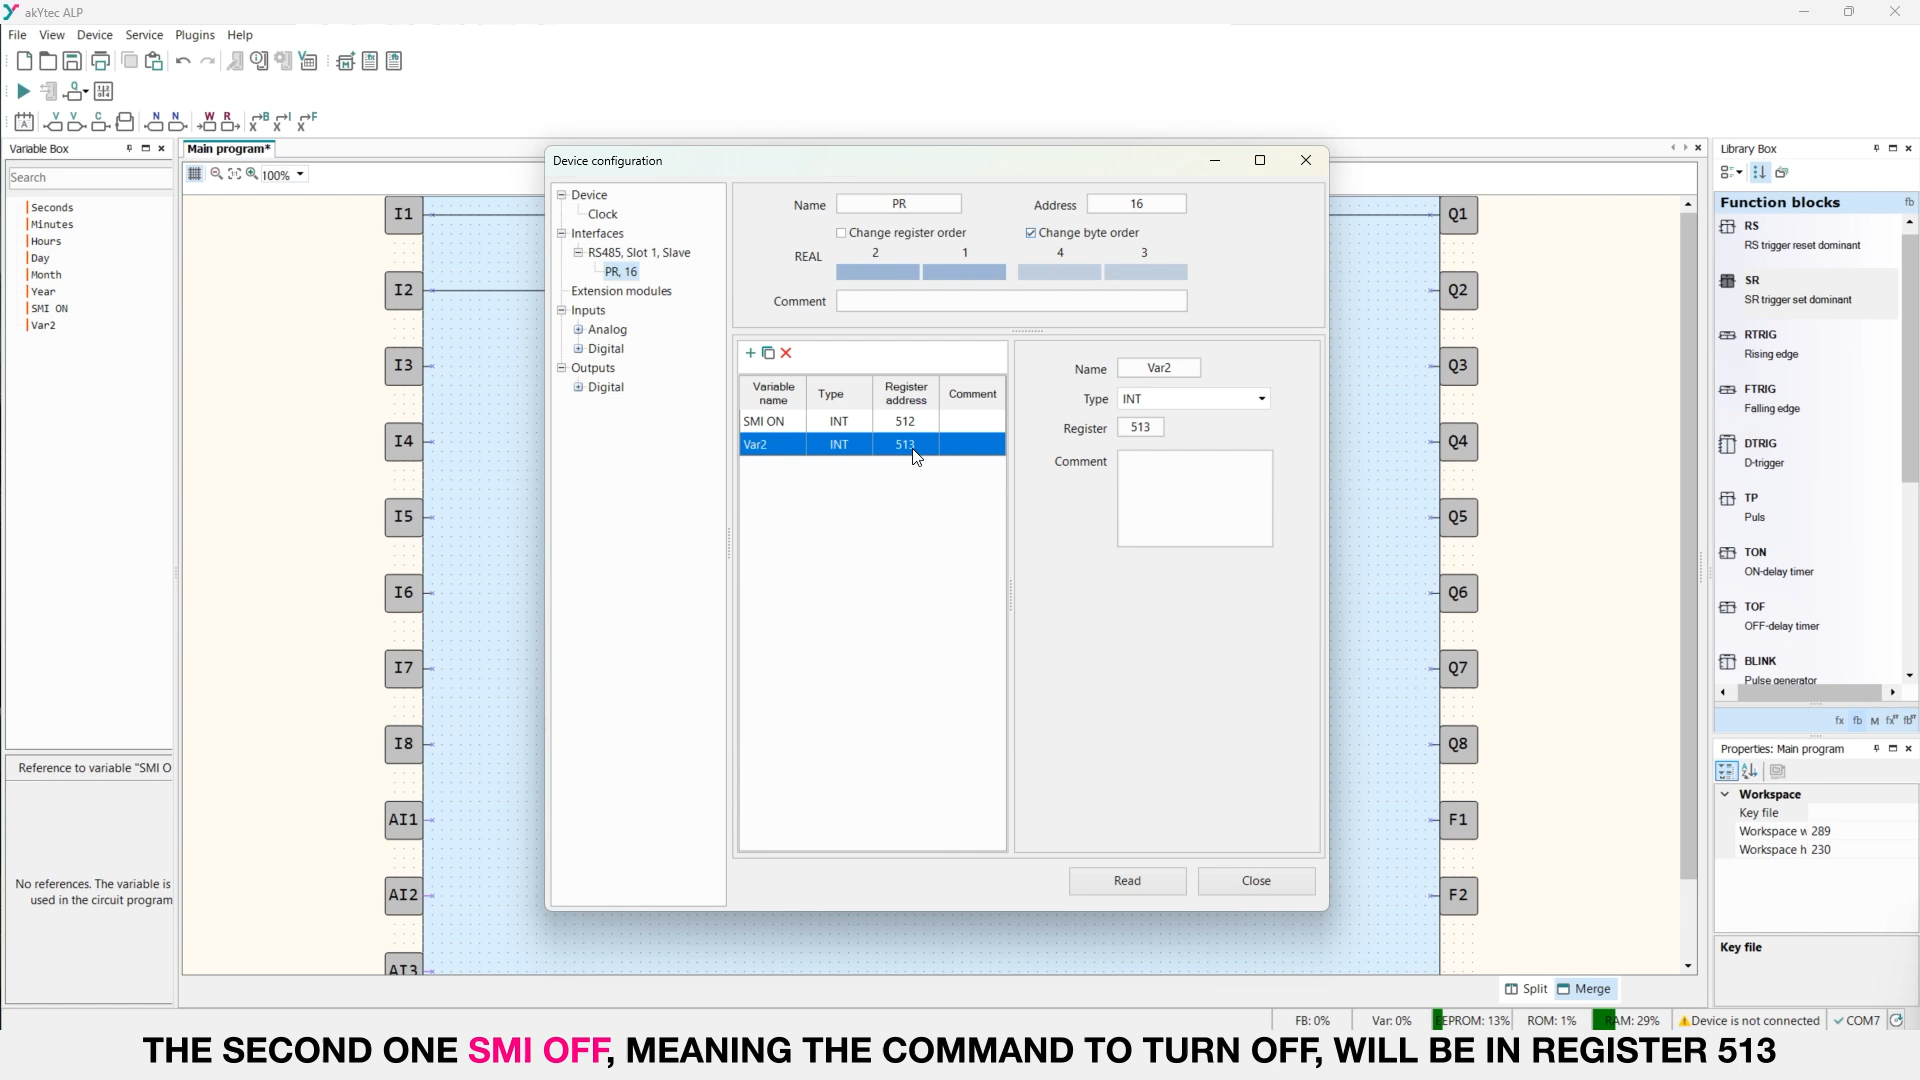 akYtec ALP
File View Device Service Plugins Help
Variable Box
Search
Seconds
Minutes
Hours
Day
Month
Year
SMI ON
Var2
Reference to variable "SMI O
No references. The variable is
used in the circuit program
Main program*
100%
I1
I2
I3
I4
I5
I6
I7
I8
AI1
AI2
AI3
Device configuration
Device
Clock
Interfaces
RS485, Slot 1, Slave
PR, 16
Extension modules
Inputs
Analog
Digital
Outputs
Digital
Name PR Address 16
Change register order Change byte order
REAL 2 1 4 3
Comment
Variable name Type Register address Comment
SMI ON INT 512
Var2 INT 513
Name Var2
Type INT
Register 513
Comment
Read Close
Q1
Q2
Q3
Q4
Q5
Q6
Q7
Q8
F1
F2
Split Merge
Library Box
Function blocks fb
RS
RS trigger reset dominant
SR
SR trigger set dominant
RTRIG
Rising edge
FTRIG
Falling edge
DTRIG
D-trigger
TP
Puls
TON
ON-delay timer
TOF
OFF-delay timer
BLINK
Pulse generator
fx fb M fx fb
Properties: Main program
Workspace
Key file
Workspace w 289
Workspace h 230
Key file
FB: 0% Var: 0% EEPROM: 13% ROM: 1% RAM: 29% Device is not connected COM7
THE SECOND ONE SMI OFF, MEANING THE COMMAND TO TURN OFF, WILL BE IN REGISTER 513